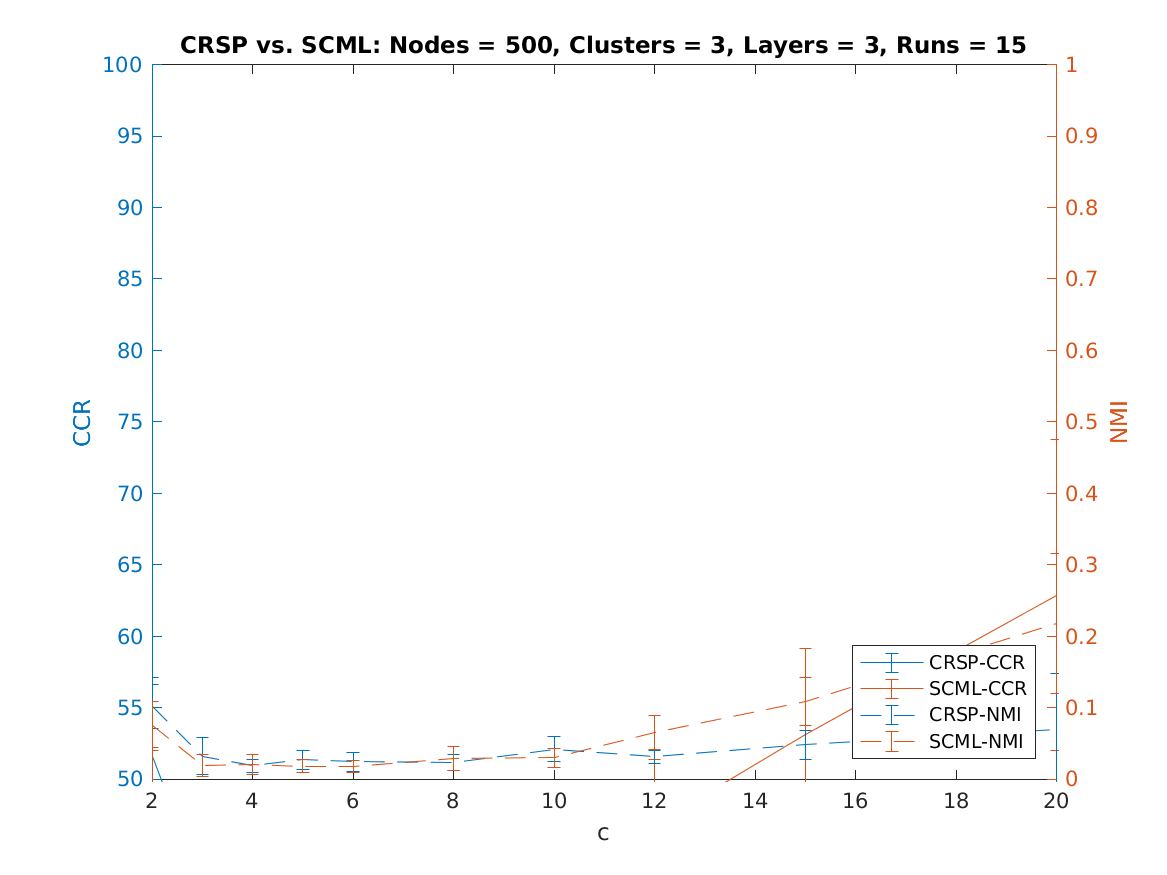 CRSP vs. SCML: Nodes = 500, Clusters = 3, Layers = 3, Runs = 15
100
95
90
85
80
75
70
65
60
55
50
CCR
1
0.9
0.8
0.7
0.6
0.5
0.4
0.3
0.2
0.1
0
NMI
CRSP-CCR
SCML-CCR
CRSP-NMI
SCML-NMI
2 4 6 8 10 12 14 16 18 20
c